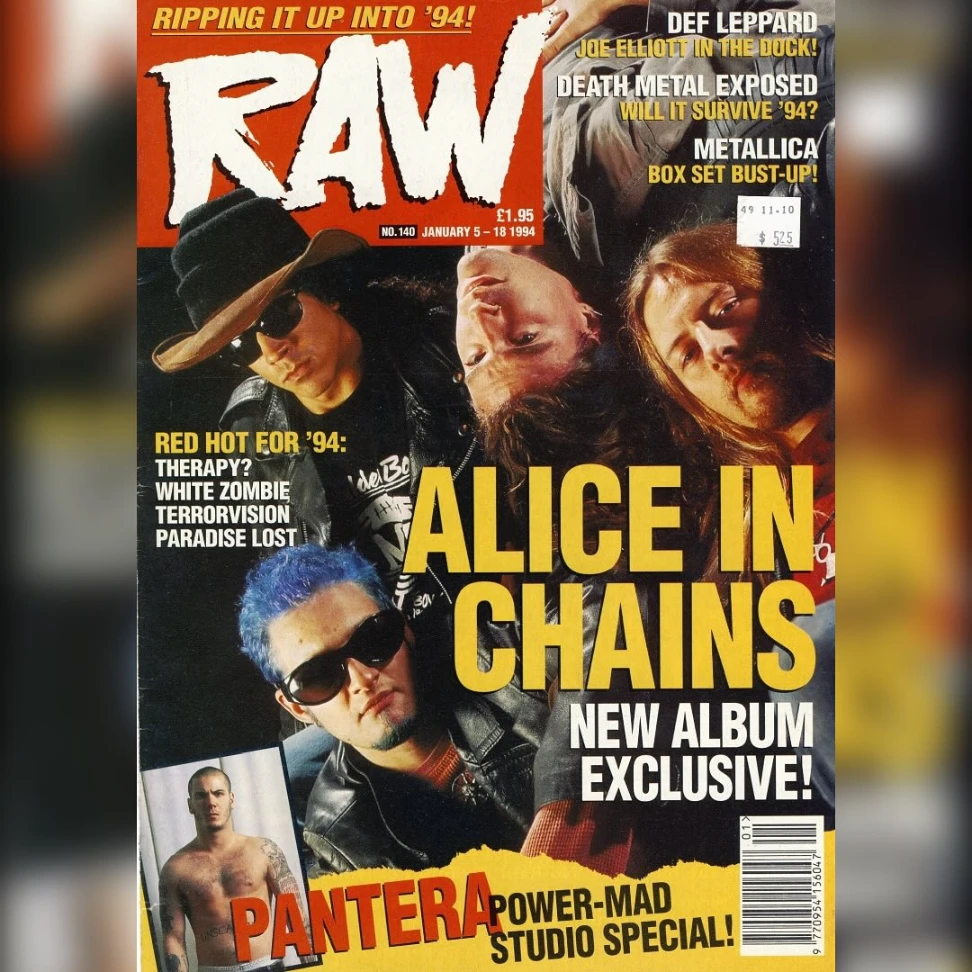 RIPPING IT UP INTO '94!
RAW
£1.95
NO.140 JANUARY 5 – 18 1994
DEF LEPPARD
JOE ELLIOTT IN THE DOCK!
DEATH METAL EXPOSED
WILL IT SURVIVE '94?
METALLICA
BOX SET BUST-UP!
49 11-10
$ 525
RED HOT FOR '94:
THERAPY?
WHITE ZOMBIE
TERRORVISION
PARADISE LOST
ALICE IN
CHAINS
NEW ALBUM
EXCLUSIVE!
PANTERA
POWER-MAD
STUDIO SPECIAL!
01>
9 770954 156047